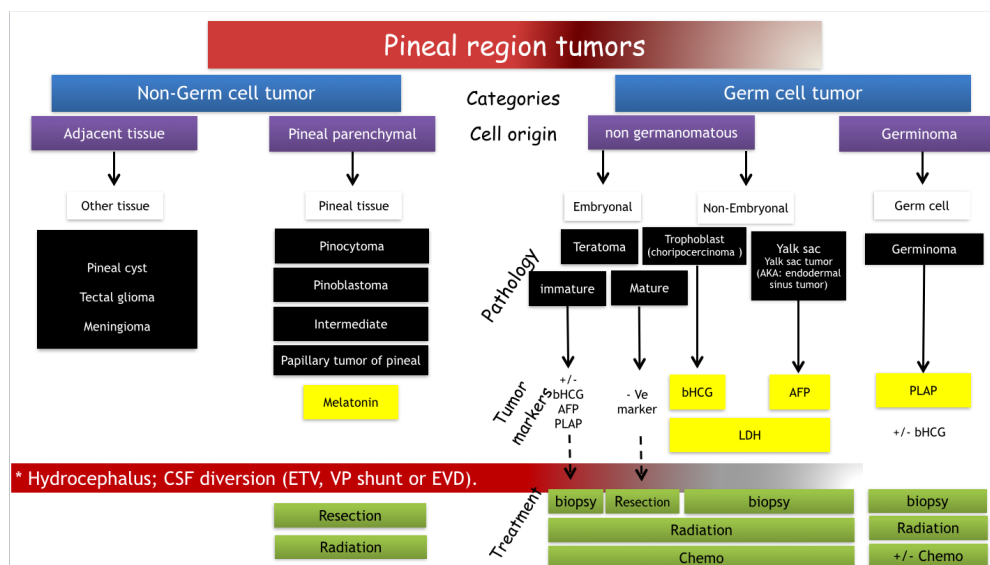 Pineal region tumors
Non-Germ cell tumor
Categories
Germ cell tumor
Adjacent tissue
Pineal parenchymal
Cell origin
non germanomatous
Germinoma
Other tissue
Pineal tissue
Embryonal
Non-Embryonal
Germ cell
Pathology
Pineal cyst
Tectal glioma
Meningioma
Pinocytoma
Pinoblastoma
Intermediate
Papillary tumor of pineal
Melatonin
Teratoma
immature
Mature
Trophoblast
(choripocercinoma )
Yalk sac
Yalk sac tumor
(AKA: endodermal
sinus tumor)
Germinoma
Tumor
markers
+/-
bHCG
AFP
PLAP
- Ve
marker
bHCG
AFP
LDH
PLAP
+/- bHCG
* Hydrocephalus; CSF diversion (ETV, VP shunt or EVD).
Treatment
Resection
Radiation
biopsy
Resection
biopsy
Radiation
Chemo
biopsy
Radiation
+/- Chemo